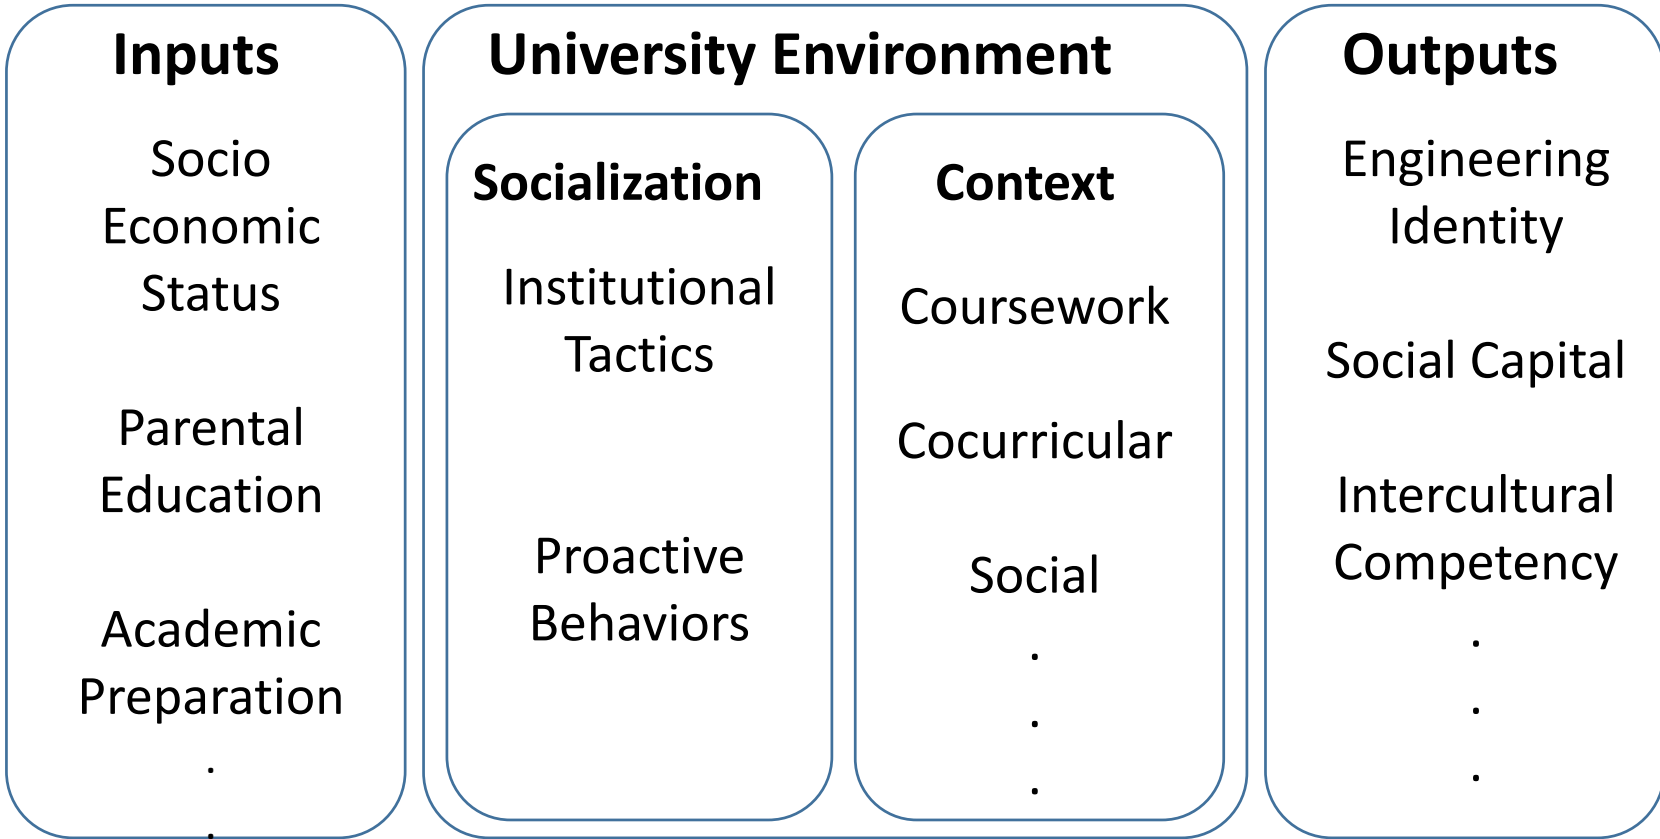 Inputs
Socio
Economic
Status
Parental
Education
Academic
Preparation
.
.
University Environment
Socialization
Institutional
Tactics
Proactive
Behaviors
Context
Coursework
Cocurricular
Social
.
.
.
Outputs
Engineering
Identity
Social Capital
Intercultural
Competency
.
.
.